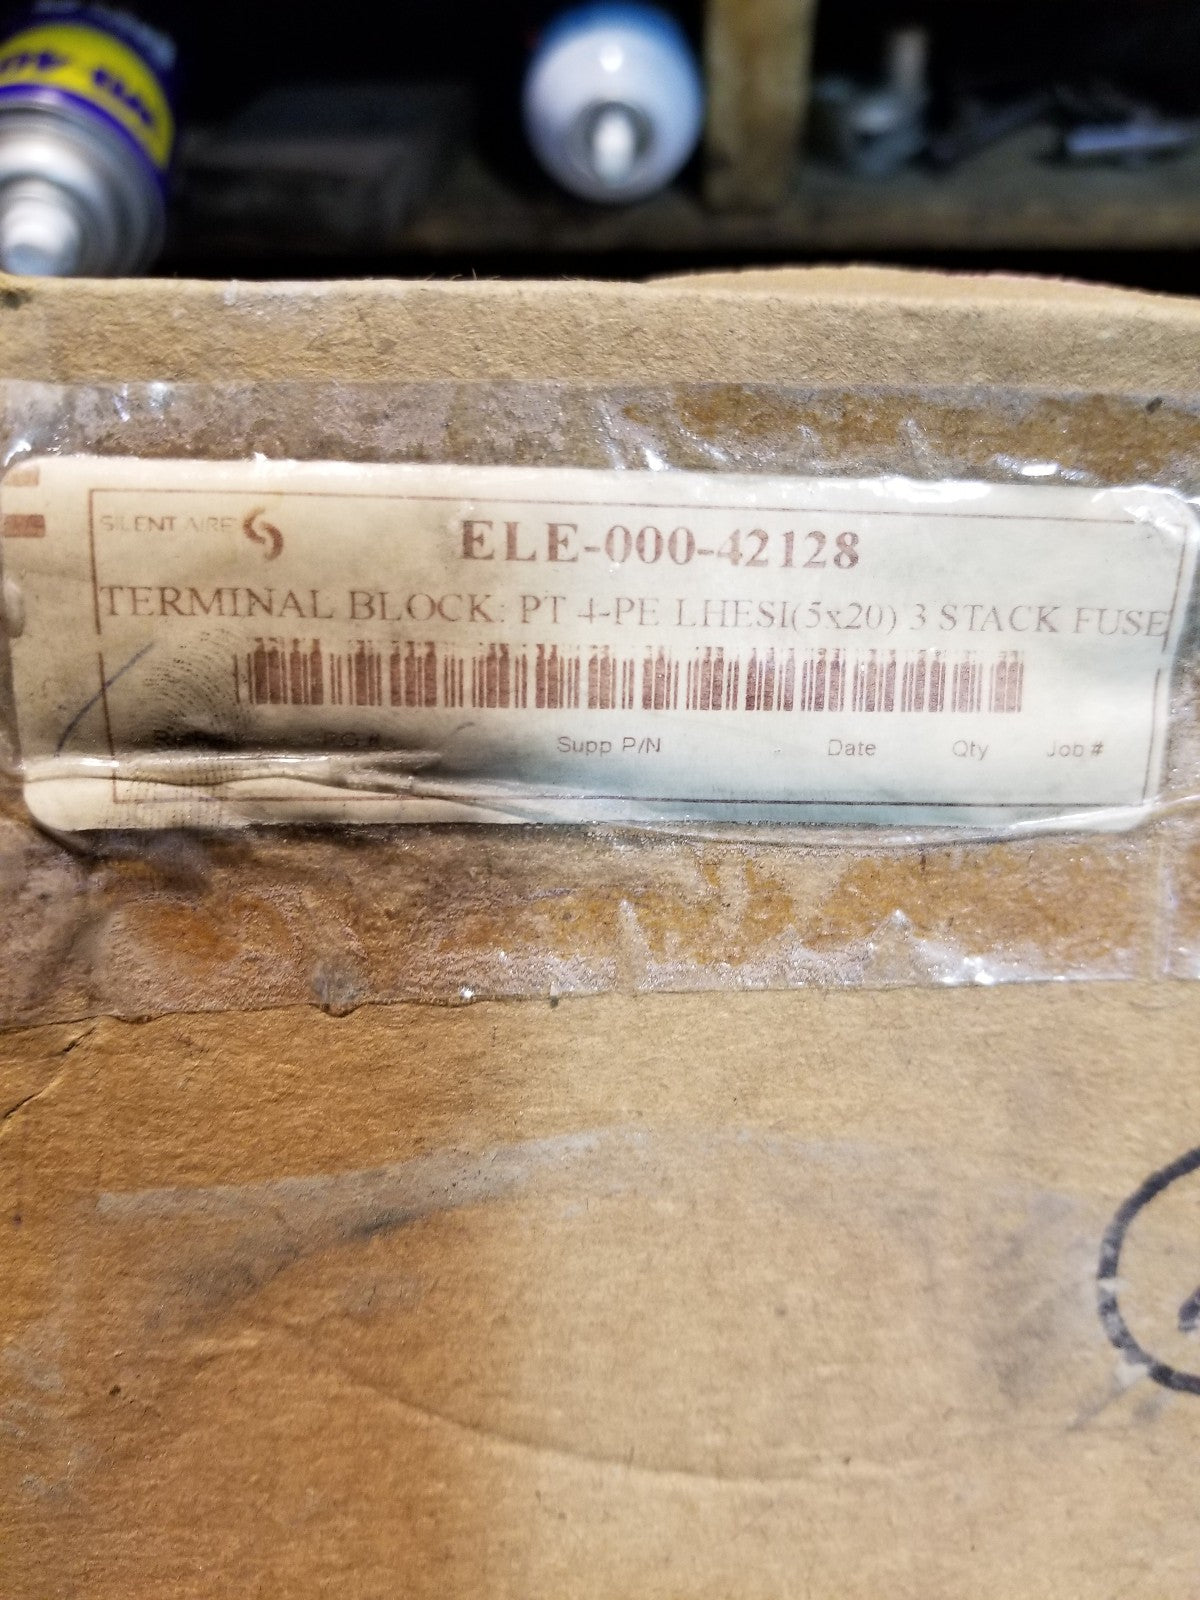 SILENT AIRE
ELE-000-42128
TERMINAL BLOCK: PT 4-PE LHESI(5x20) 3 STACK FUSE
PO # Supp P/N Date Qty Job #